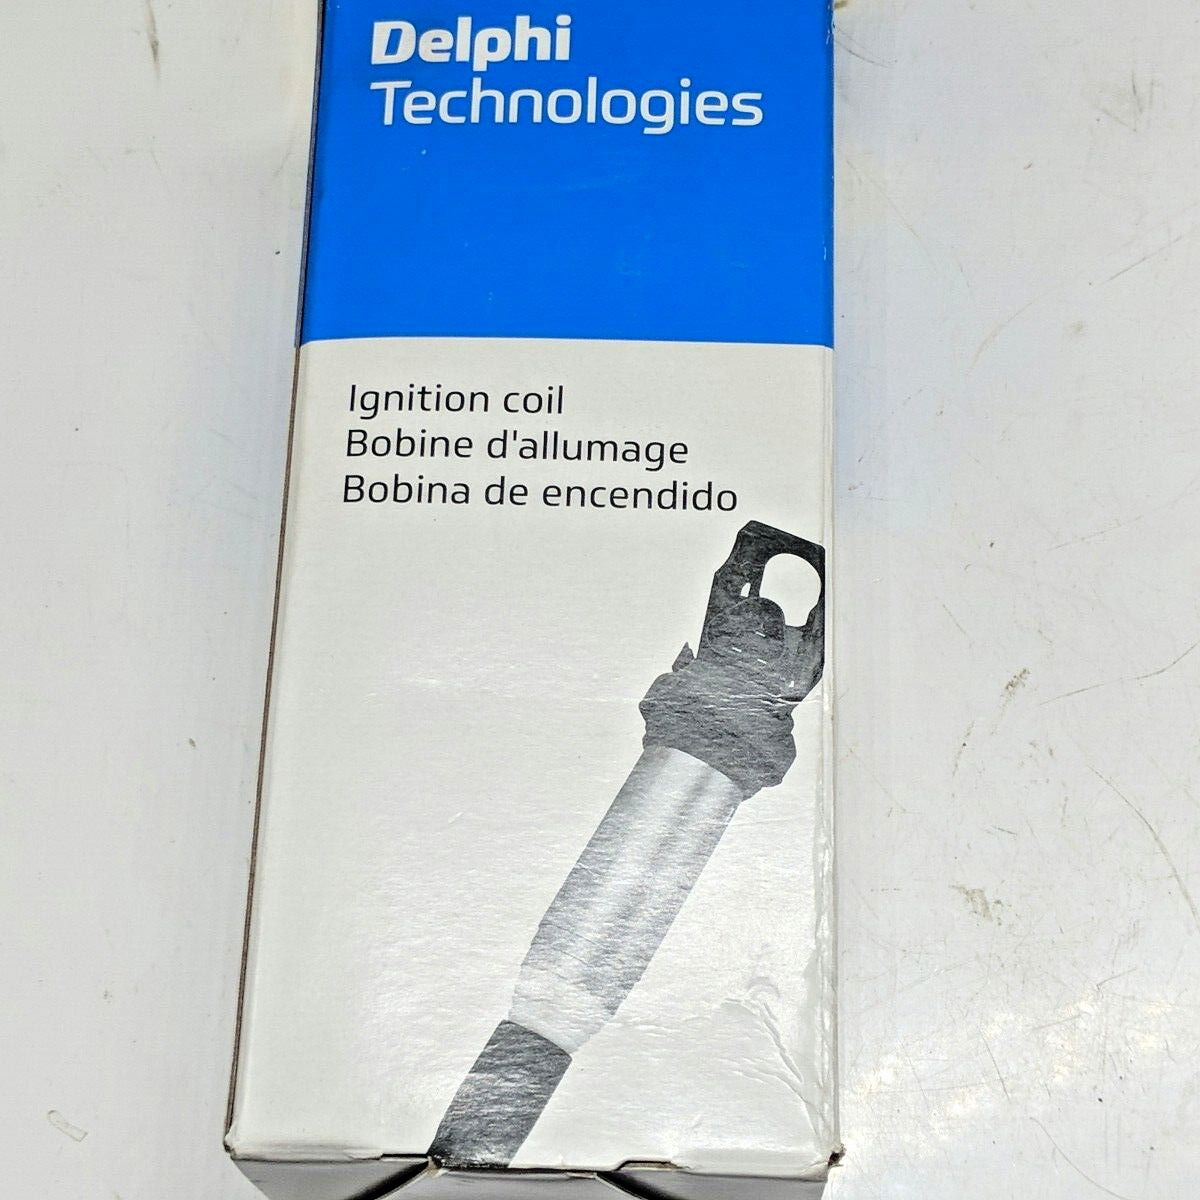 Delphi
Technologies
Ignition coil
Bobine d'allumage
Bobina de encendido